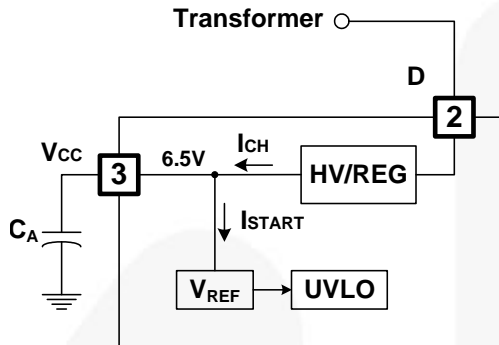 Transformer
D
2
VCC
3
6.5V
ICH
HV/REG
CA
ISTART
VREF
UVLO